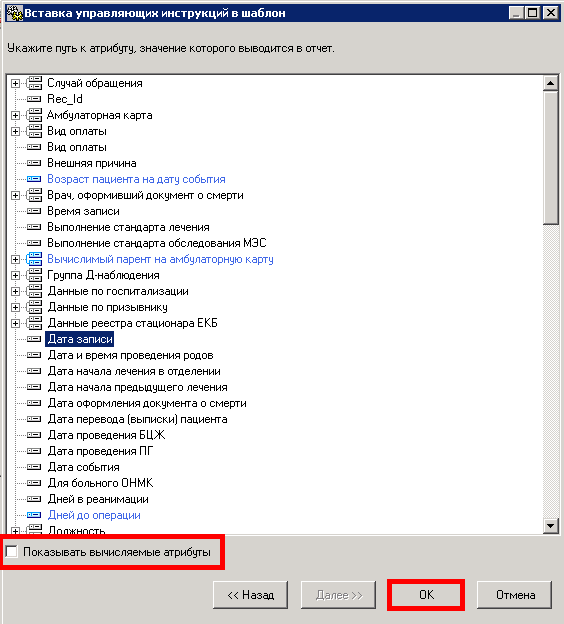 Вставка управляющих инструкций в шаблон
Укажите путь к атрибуту, значение которого выводится в отчет.
Случай обращения
Rec_Id
Амбулаторная карта
Вид оплаты
Вид оплаты
Внешняя причина
Возраст пациента на дату события
Врач, оформивший документ о смерти
Время записи
Выполнение стандарта лечения
Выполнение стандарта обследования МЭС
Вычислимый парент на амбулаторную карту
Группа Д-наблюдения
Данные по госпитализации
Данные по призывнику
Данные реестра стационара ЕКБ
Дата записи
Дата и время проведения родов
Дата начала лечения в отделении
Дата начала предыдущего лечения
Дата оформления документа о смерти
Дата перевода (выписки) пациента
Дата проведения БЦЖ
Дата проведения ПГ
Дата события
Для больного ОНМК
Дней в реанимации
Дней до операции
Должность
Показывать вычисляемые атрибуты
<< Назад
Далее >>
OK
Отмена